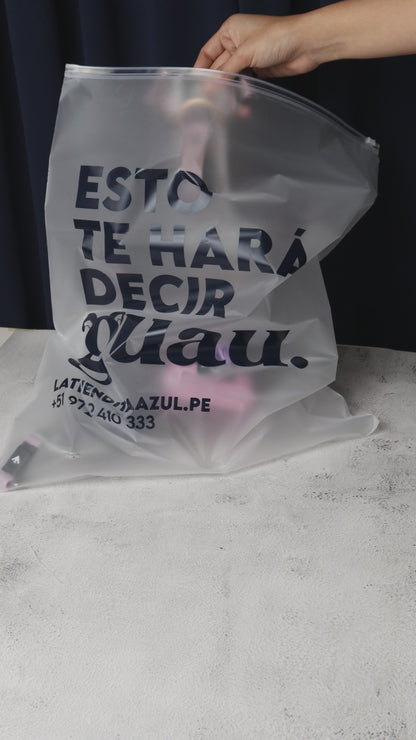 ESTO
TE HARÁ
DECIR
guau.
LATIENDAAZUL.PE
+51 972 410 333